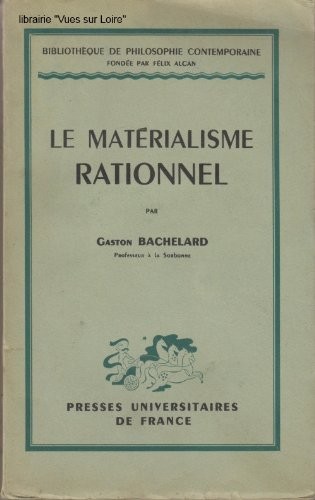 librairie "Vues sur Loire"
BIBLIOTHÈQUE DE PHILOSOPHIE CONTEMPORAINE
FONDÉE PAR FÉLIX ALCAN
LE MATÉRIALISME
RATIONNEL
PAR
GASTON BACHELARD
Professeur à la Sorbonne
PRESSES UNIVERSITAIRES
DE FRANCE